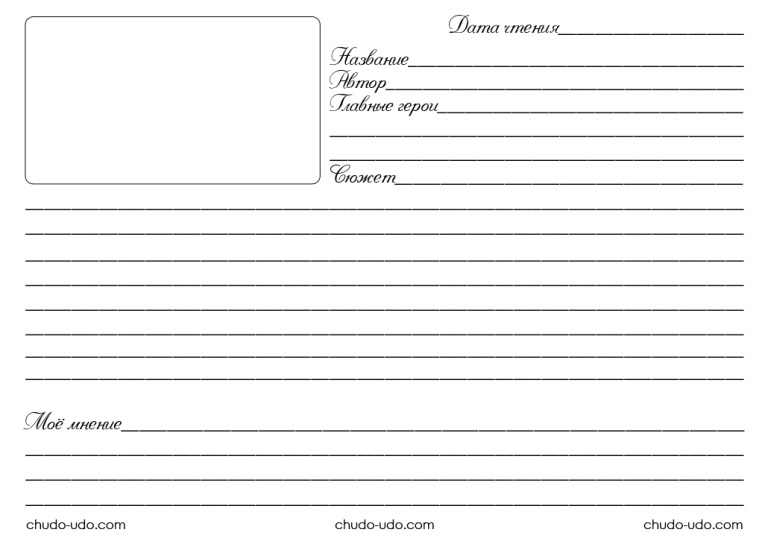 Дата чтения
Название
Автор
Главные герои
Сюжет
Моё мнение
chudo-udo.com chudo-udo.com chudo-udo.com